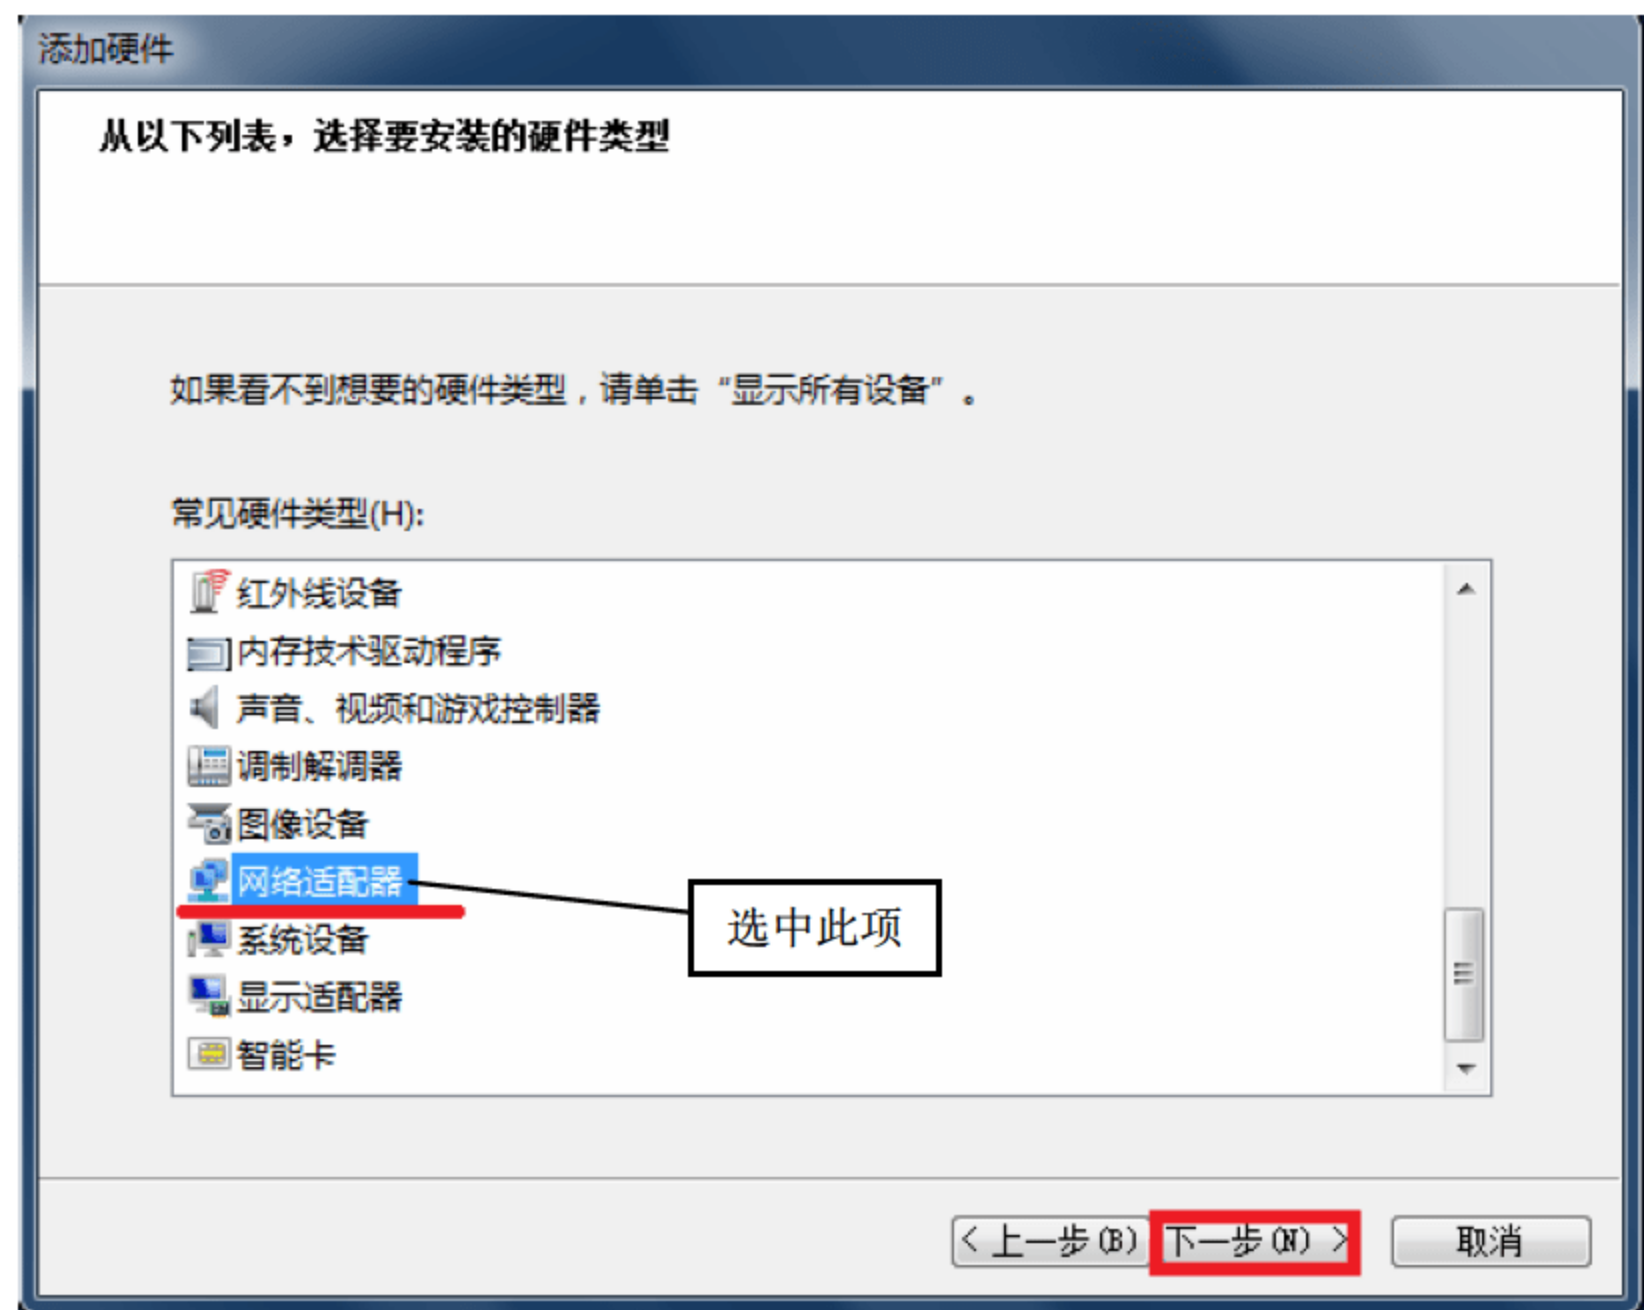 添加硬件
从以下列表，选择要安装的硬件类型
如果看不到想要的硬件类型，请单击“显示所有设备”。
常见硬件类型(H):
红外线设备
内存技术驱动程序
声音、视频和游戏控制器
调制解调器
图像设备
网络适配器
选中此项
系统设备
显示适配器
智能卡
< 上一步(B) 下一步(N) > 取消